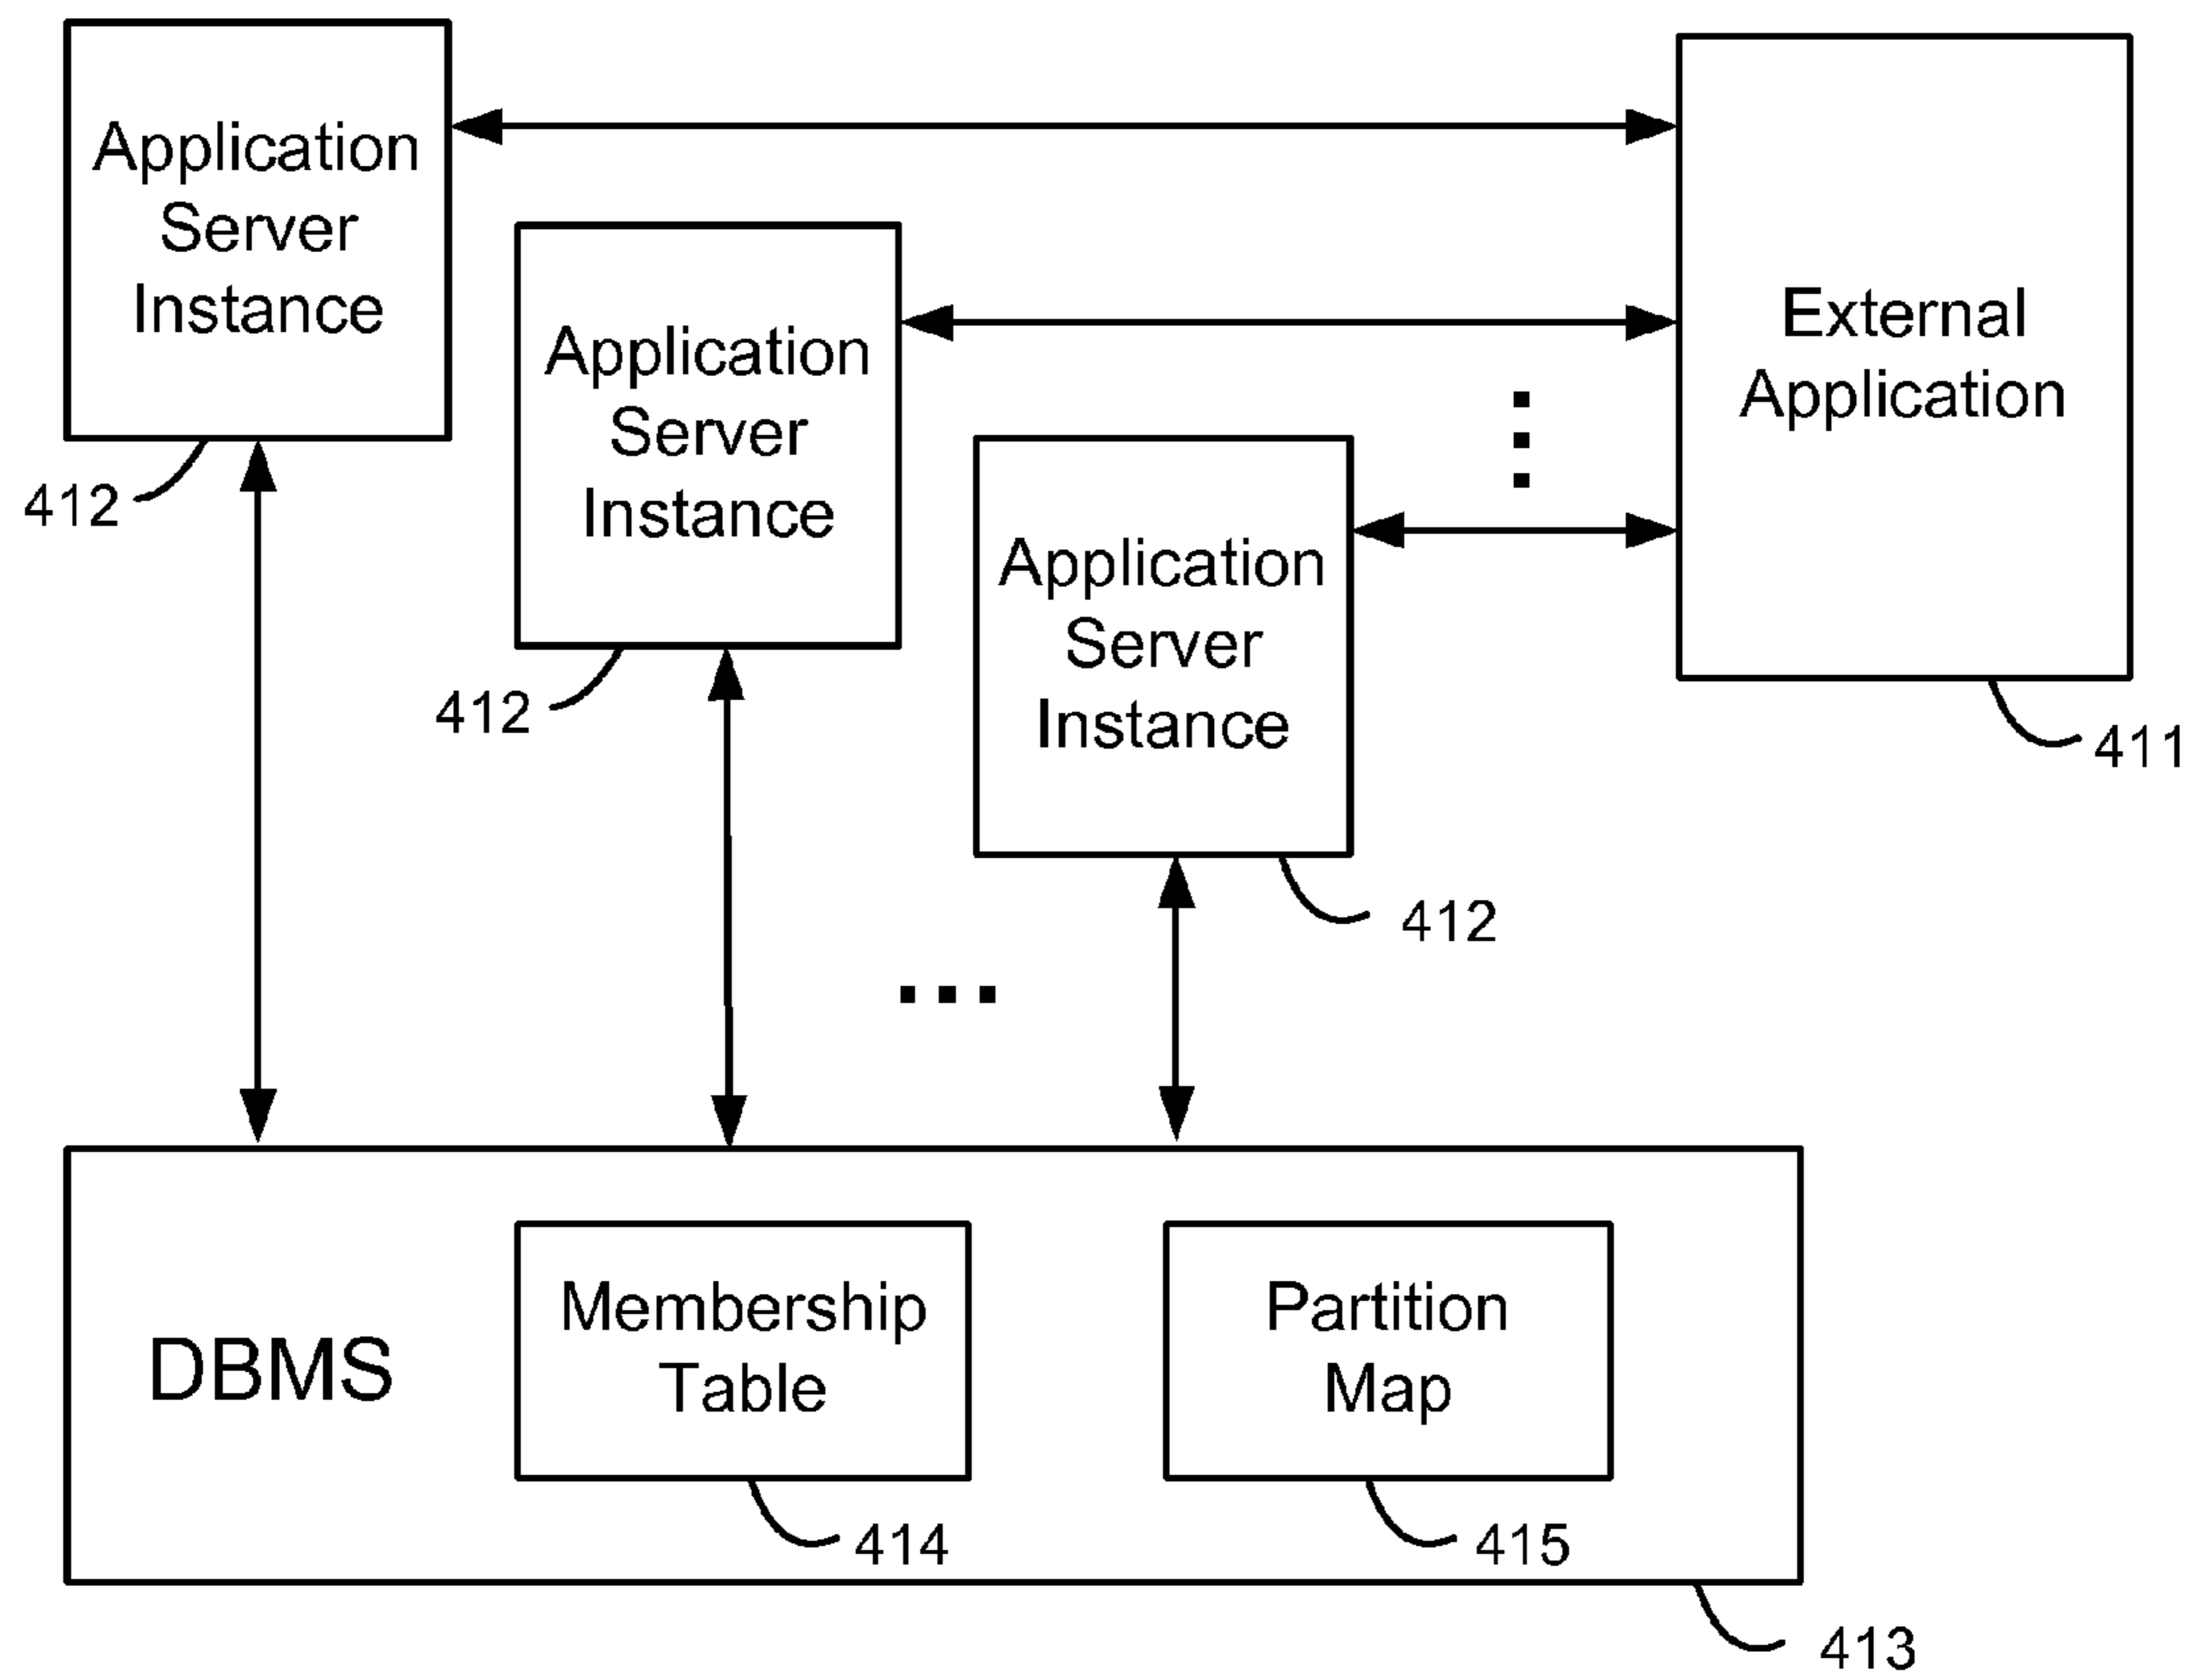 Application
Server
Instance
412
Application
Server
Instance
412
Application
Server
Instance
412
External
Application
411
DBMS
Membership
Table
414
Partition
Map
415
413